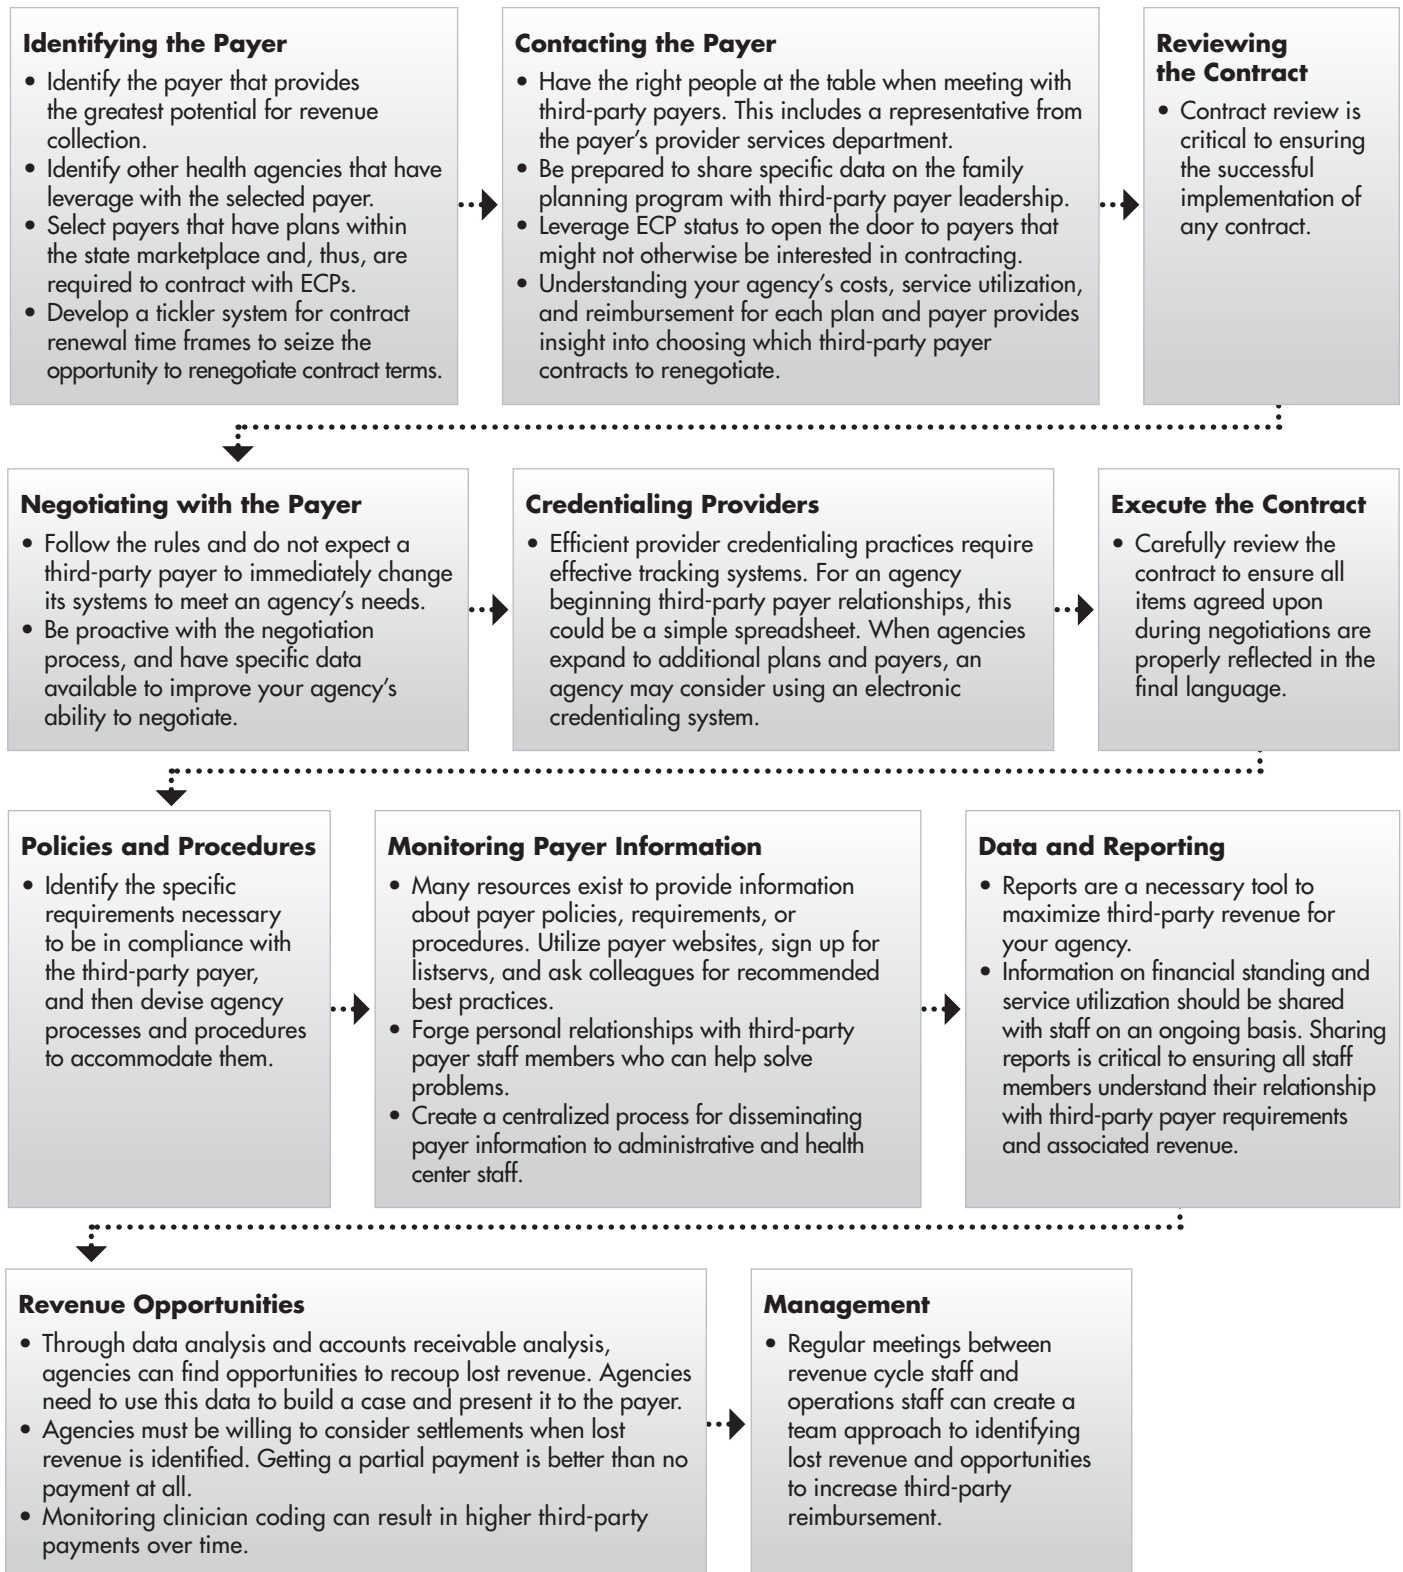 Identifying the Payer
• Identify the payer that provides
the greatest potential for revenue
collection.
• Identify other health agencies that have
leverage with the selected payer.
• Select payers that have plans within
the state marketplace and, thus, are
required to contract with ECPs.
• Develop a tickler system for contract
renewal time frames to seize the
opportunity to renegotiate contract terms.
Contacting the Payer
• Have the right people at the table when meeting with
third-party payers. This includes a representative from
the payer’s provider services department.
• Be prepared to share specific data on the family
planning program with third-party payer leadership.
• Leverage ECP status to open the door to payers that
might not otherwise be interested in contracting.
• Understanding your agency’s costs, service utilization,
and reimbursement for each plan and payer provides
insight into choosing which third-party payer
contracts to renegotiate.
Reviewing
the Contract
• Contract review is
critical to ensuring
the successful
implementation of
any contract.
Negotiating with the Payer
• Follow the rules and do not expect a
third-party payer to immediately change
its systems to meet an agency’s needs.
• Be proactive with the negotiation
process, and have specific data
available to improve your agency’s
ability to negotiate.
Credentialing Providers
• Efficient provider credentialing practices require
effective tracking systems. For an agency
beginning third-party payer relationships, this
could be a simple spreadsheet. When agencies
expand to additional plans and payers, an
agency may consider using an electronic
credentialing system.
Execute the Contract
• Carefully review the
contract to ensure all
items agreed upon
during negotiations are
properly reflected in the
final language.
Policies and Procedures
• Identify the specific
requirements necessary
to be in compliance with
the third-party payer,
and then devise agency
processes and procedures
to accommodate them.
Monitoring Payer Information
• Many resources exist to provide information
about payer policies, requirements, or
procedures. Utilize payer websites, sign up for
listservs, and ask colleagues for recommended
best practices.
• Forge personal relationships with third-party
payer staff members who can help solve
problems.
• Create a centralized process for disseminating
payer information to administrative and health
center staff.
Data and Reporting
• Reports are a necessary tool to
maximize third-party revenue for
your agency.
• Information on financial standing and
service utilization should be shared
with staff on an ongoing basis. Sharing
reports is critical to ensuring all staff
members understand their relationship
with third-party payer requirements
and associated revenue.
Revenue Opportunities
• Through data analysis and accounts receivable analysis,
agencies can find opportunities to recoup lost revenue. Agencies
need to use this data to build a case and present it to the payer.
• Agencies must be willing to consider settlements when lost
revenue is identified. Getting a partial payment is better than no
payment at all.
• Monitoring clinician coding can result in higher third-party
payments over time.
Management
• Regular meetings between
revenue cycle staff and
operations staff can create a
team approach to identifying
lost revenue and opportunities
to increase third-party
reimbursement.